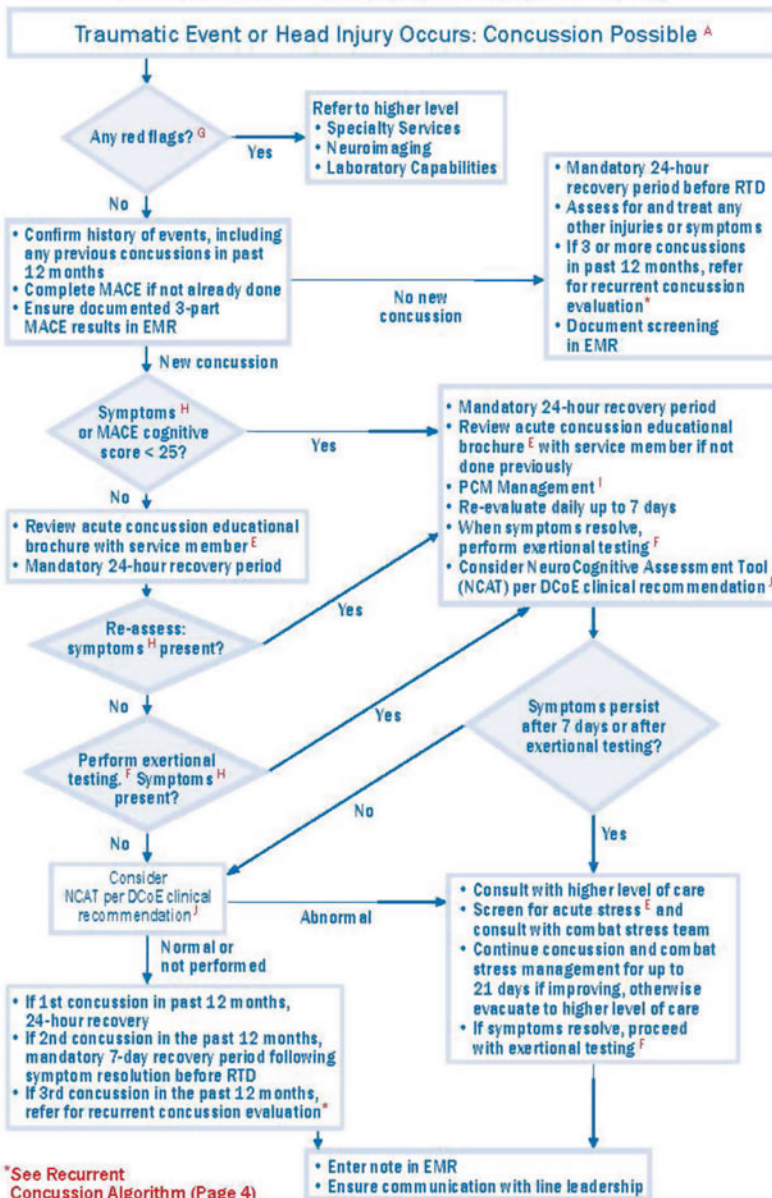 Traumatic Event or Head Injury Occurs: Concussion Possible A
Any red flags? G
Yes
Refer to higher level
• Specialty Services
• Neuroimaging
• Laboratory Capabilities
No
• Confirm history of events, including
any previous concussions in past
12 months
• Complete MACE if not already done
• Ensure documented 3-part
MACE results in EMR
No new
concussion
• Mandatory 24-hour
recovery period before RTD
• Assess for and treat any
other injuries or symptoms
• If 3 or more concussions
in past 12 months, refer
for recurrent concussion
evaluation*
• Document screening
in EMR
New concussion
Symptoms H
or MACE cognitive
score < 25?
Yes
• Mandatory 24-hour recovery period
• Review acute concussion educational
brochure E with service member if not
done previously
• PCM Management I
• Re-evaluate daily up to 7 days
• When symptoms resolve,
perform exertional testing F
• Consider NeuroCognitive Assessment Tool
(NCAT) per DCoE clinical recommendation J
No
• Review acute concussion educational
brochure with service member E
• Mandatory 24-hour recovery period
Re-assess:
symptoms H present?
Yes
No
Perform exertional
testing. F Symptoms H
present?
Yes
Symptoms persist
after 7 days or after
exertional testing?
No
No
Yes
Consider
NCAT per DCoE clinical
recommendation J
Abnormal
• Consult with higher level of care
• Screen for acute stress E and
consult with combat stress team
• Continue concussion and combat
stress management for up to
21 days if improving, otherwise
evacuate to higher level of care
• If symptoms resolve, proceed
with exertional testing F
Normal or
not performed
• If 1st concussion in past 12 months,
24-hour recovery
• If 2nd concussion in the past 12 months,
mandatory 7-day recovery period following
symptom resolution before RTD
• If 3rd concussion in the past 12 months,
refer for recurrent concussion evaluation*
*See Recurrent
Concussion Algorithm (Page 4)
• Enter note in EMR
• Ensure communication with line leadership